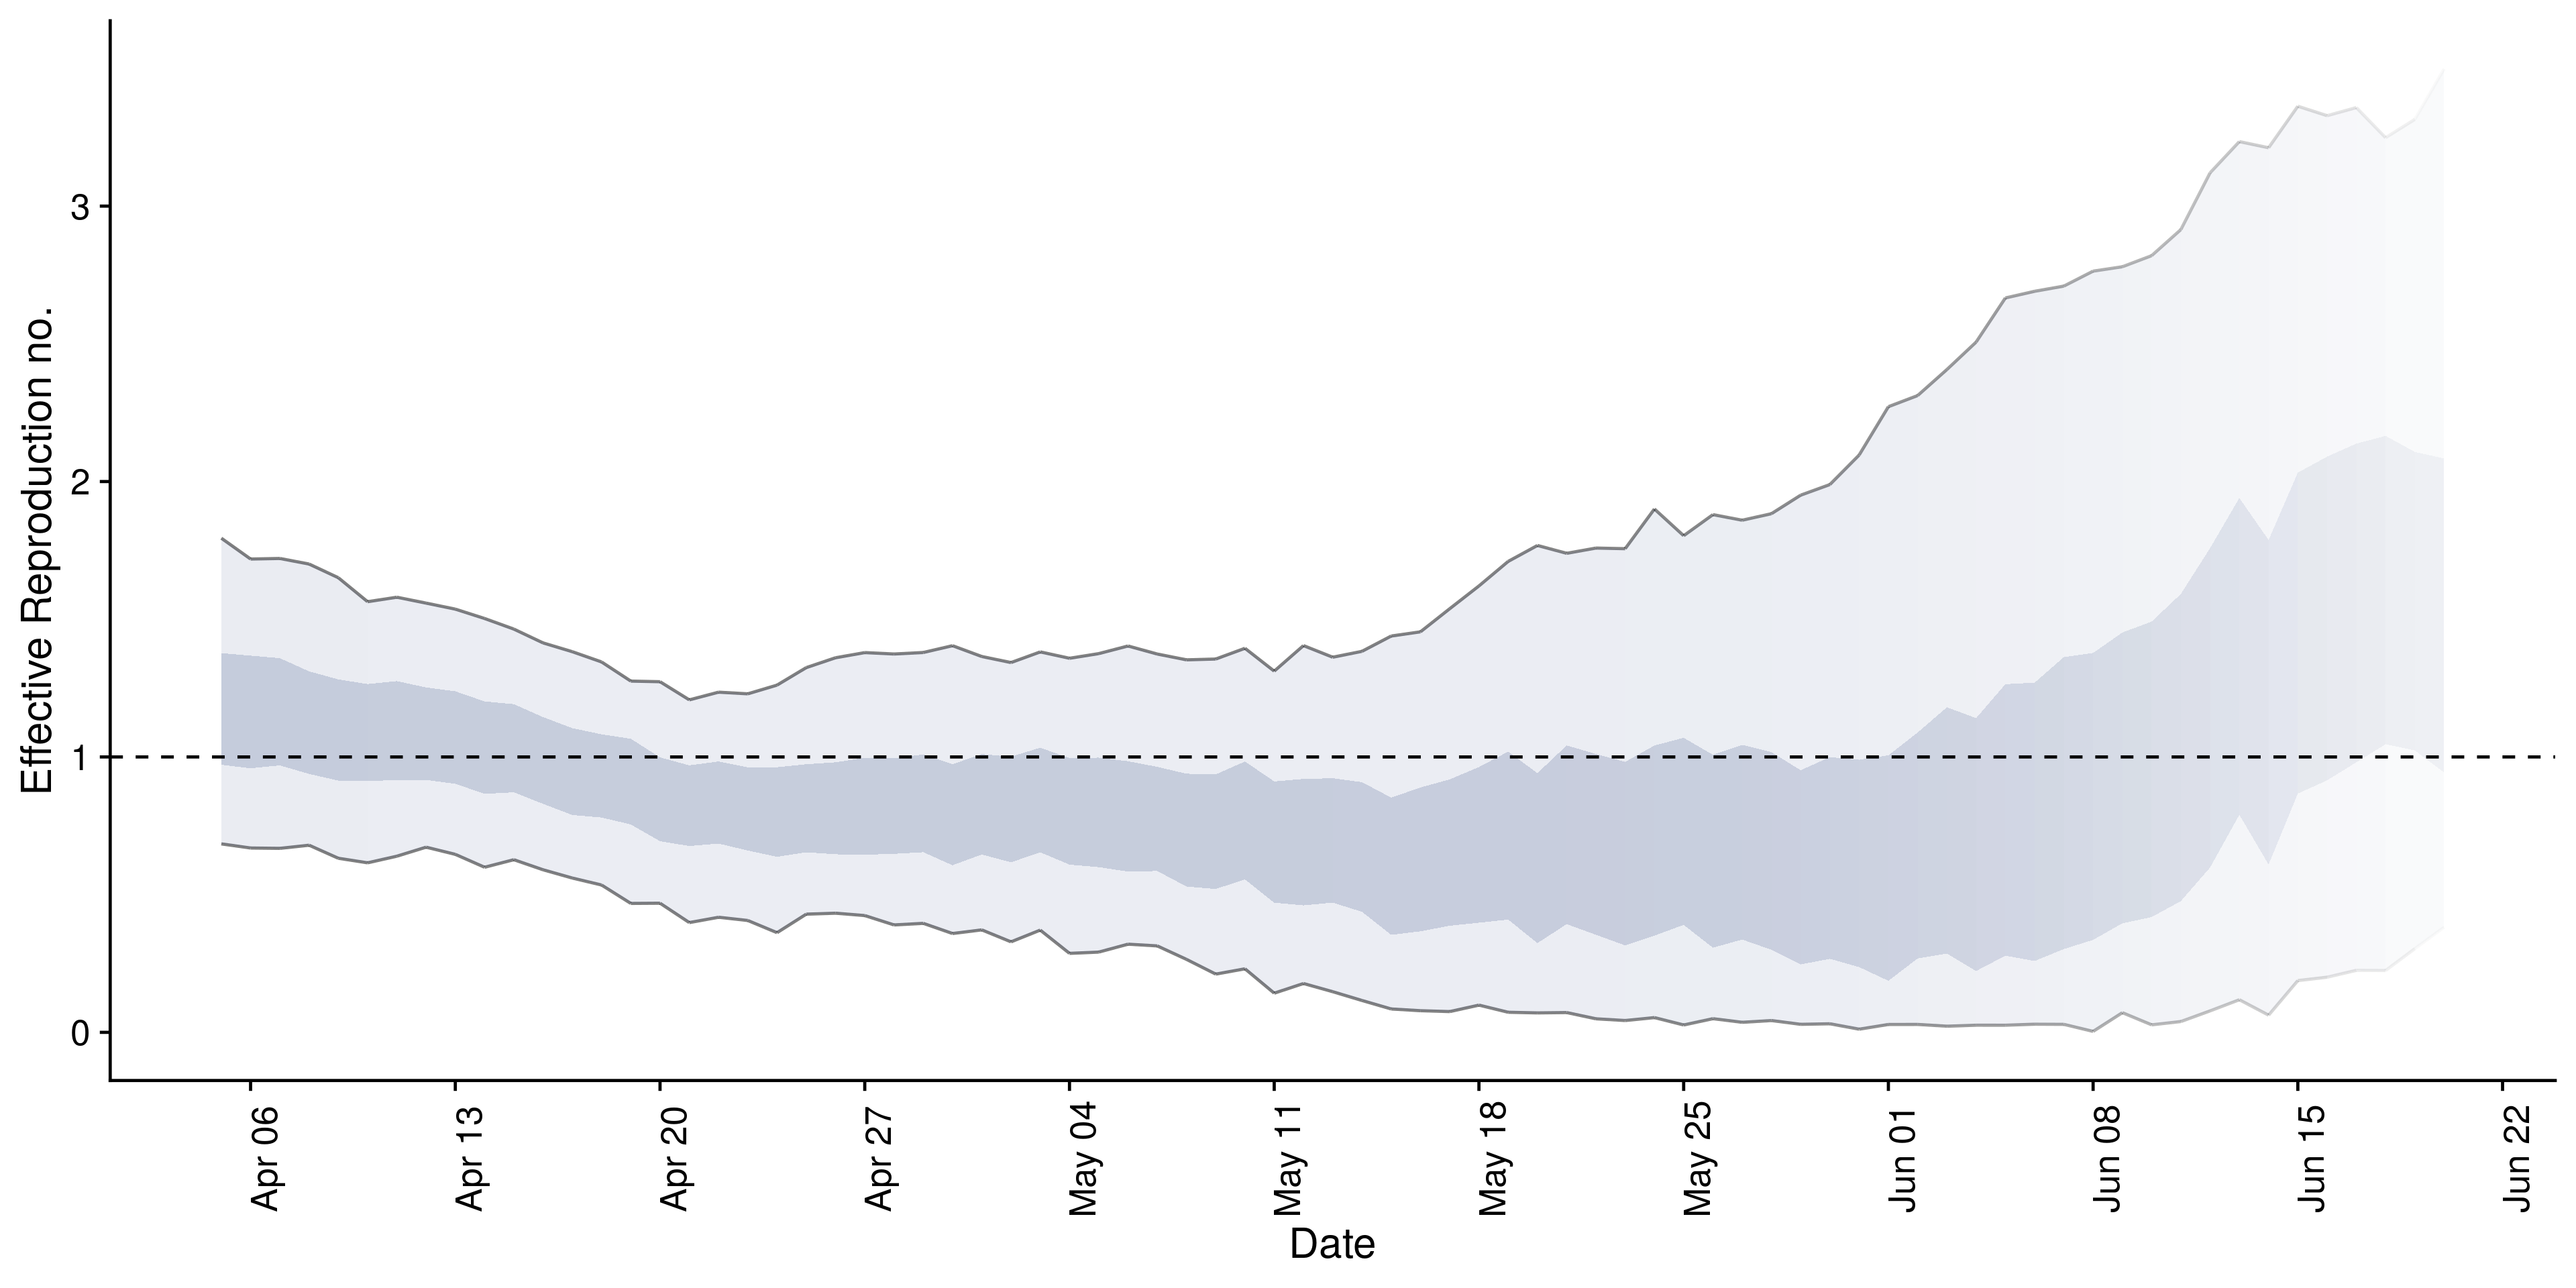 Effective Reproduction no.
3
2
1
0
Apr 06
Apr 13
Apr 20
Apr 27
May 04
May 11
May 18
May 25
Jun 01
Jun 08
Jun 15
Jun 22
Date